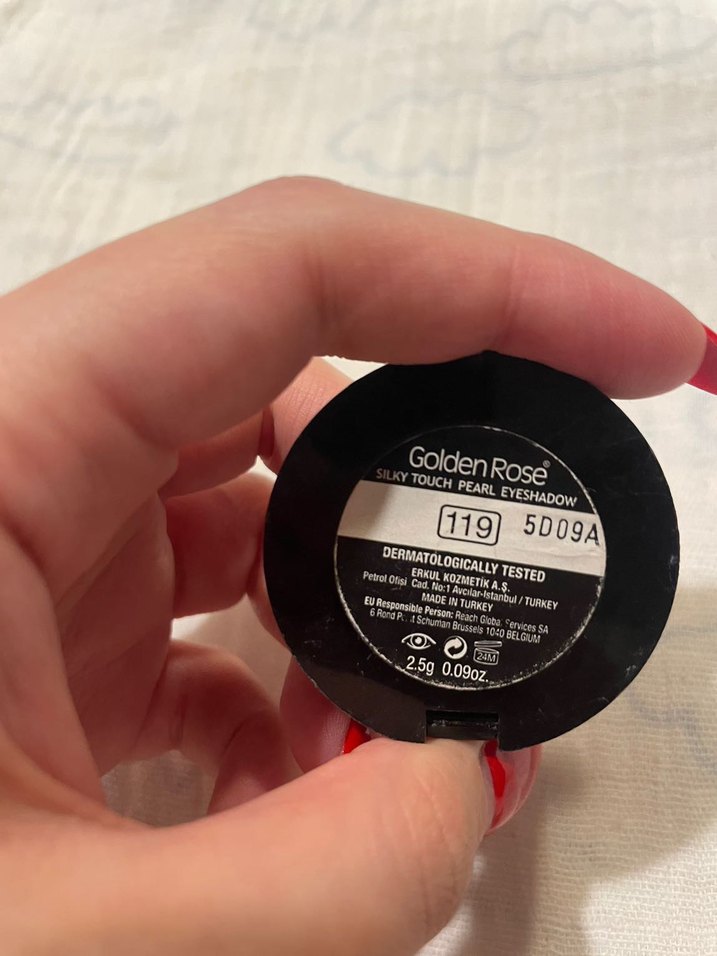 Golden Rose®
SILKY TOUCH PEARL EYESHADOW
119 5D09A
DERMATOLOGICALLY TESTED
ERKUL KOZMETİK A.Ş.
Petrol Ofisi Cad. No:1 Avcılar-İstanbul / TURKEY
MADE IN TURKEY
EU Responsible Person: Reach Global Services SA
6 Rond Schuman Brussels 1040 BELGIUM
24M
2.5g 0.09oz.